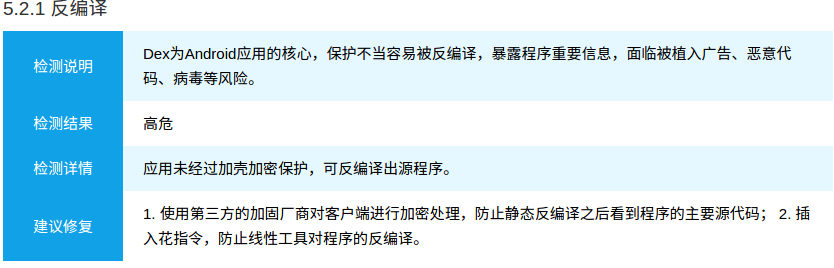 5.2.1 反编译
检测说明
Dex为Android应用的核心，保护不当容易被反编译，暴露程序重要信息，面临被植入广告、恶意代
码、病毒等风险。
检测结果
高危
检测详情
应用未经过加壳加密保护，可反编译出源程序。
建议修复
1. 使用第三方的加固厂商对客户端进行加密处理，防止静态反编译之后看到程序的主要源代码； 2. 插
入花指令，防止线性工具对程序的反编译。